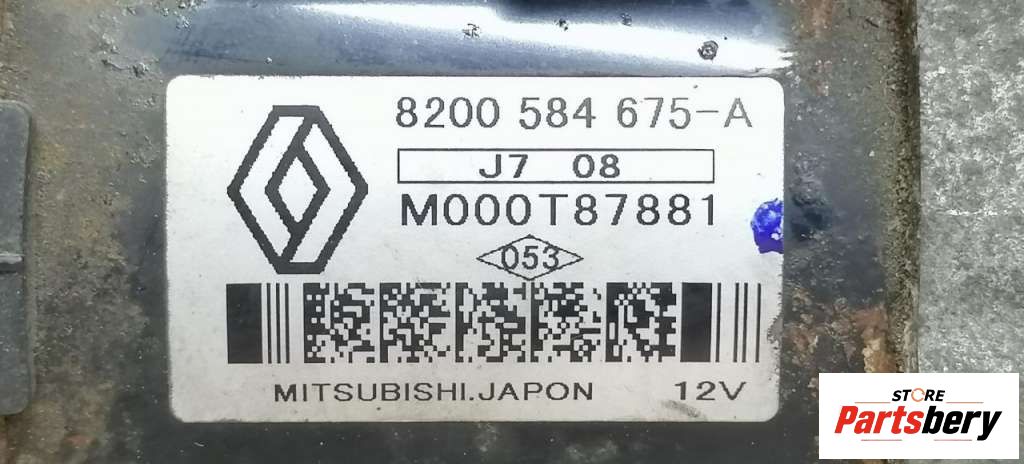 8200 584 675-A
J7 08
M000T87881
053
MITSUBISHI.JAPON 12V
STORE
Partsbery